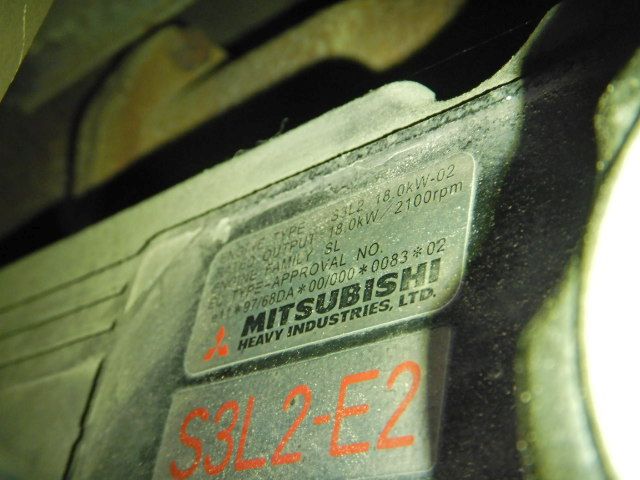 ENGINE TYPE S3L2 18.0kW-02
RATED OUTPUT 18.0kW/2100rpm
ENGINE FAMILY SL
EC TYPE-APPROVAL NO.
e11*97/68DA*00/000*0083*02
MITSUBISHI
HEAVY INDUSTRIES, LTD.
S3L2-E2